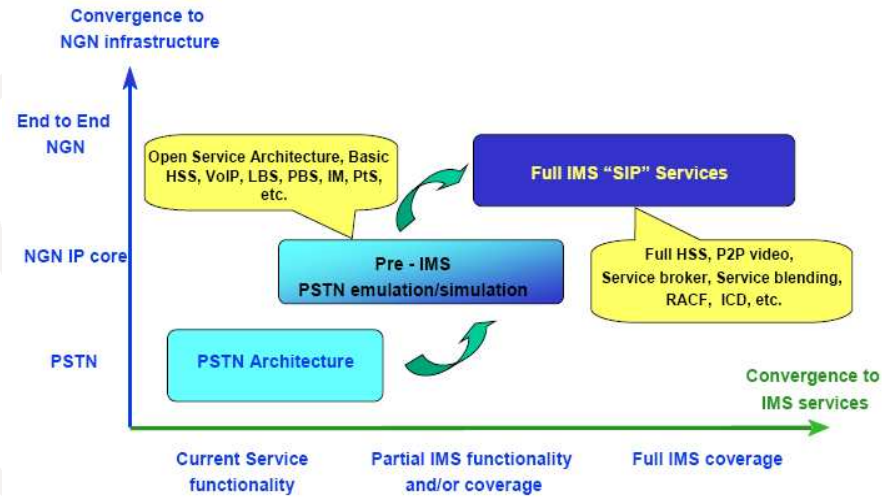 Convergence to
NGN infrastructure
End to End
NGN
Open Service Architecture, Basic
HSS, VoIP, LBS, PBS, IM, PtS,
etc.
Full IMS “SIP” Services
NGN IP core
Pre - IMS
PSTN emulation/simulation
Full HSS, P2P video,
Service broker, Service blending,
RACF, ICD, etc.
PSTN
PSTN Architecture
Convergence to
IMS services
Current Service
functionality
Partial IMS functionality
and/or coverage
Full IMS coverage